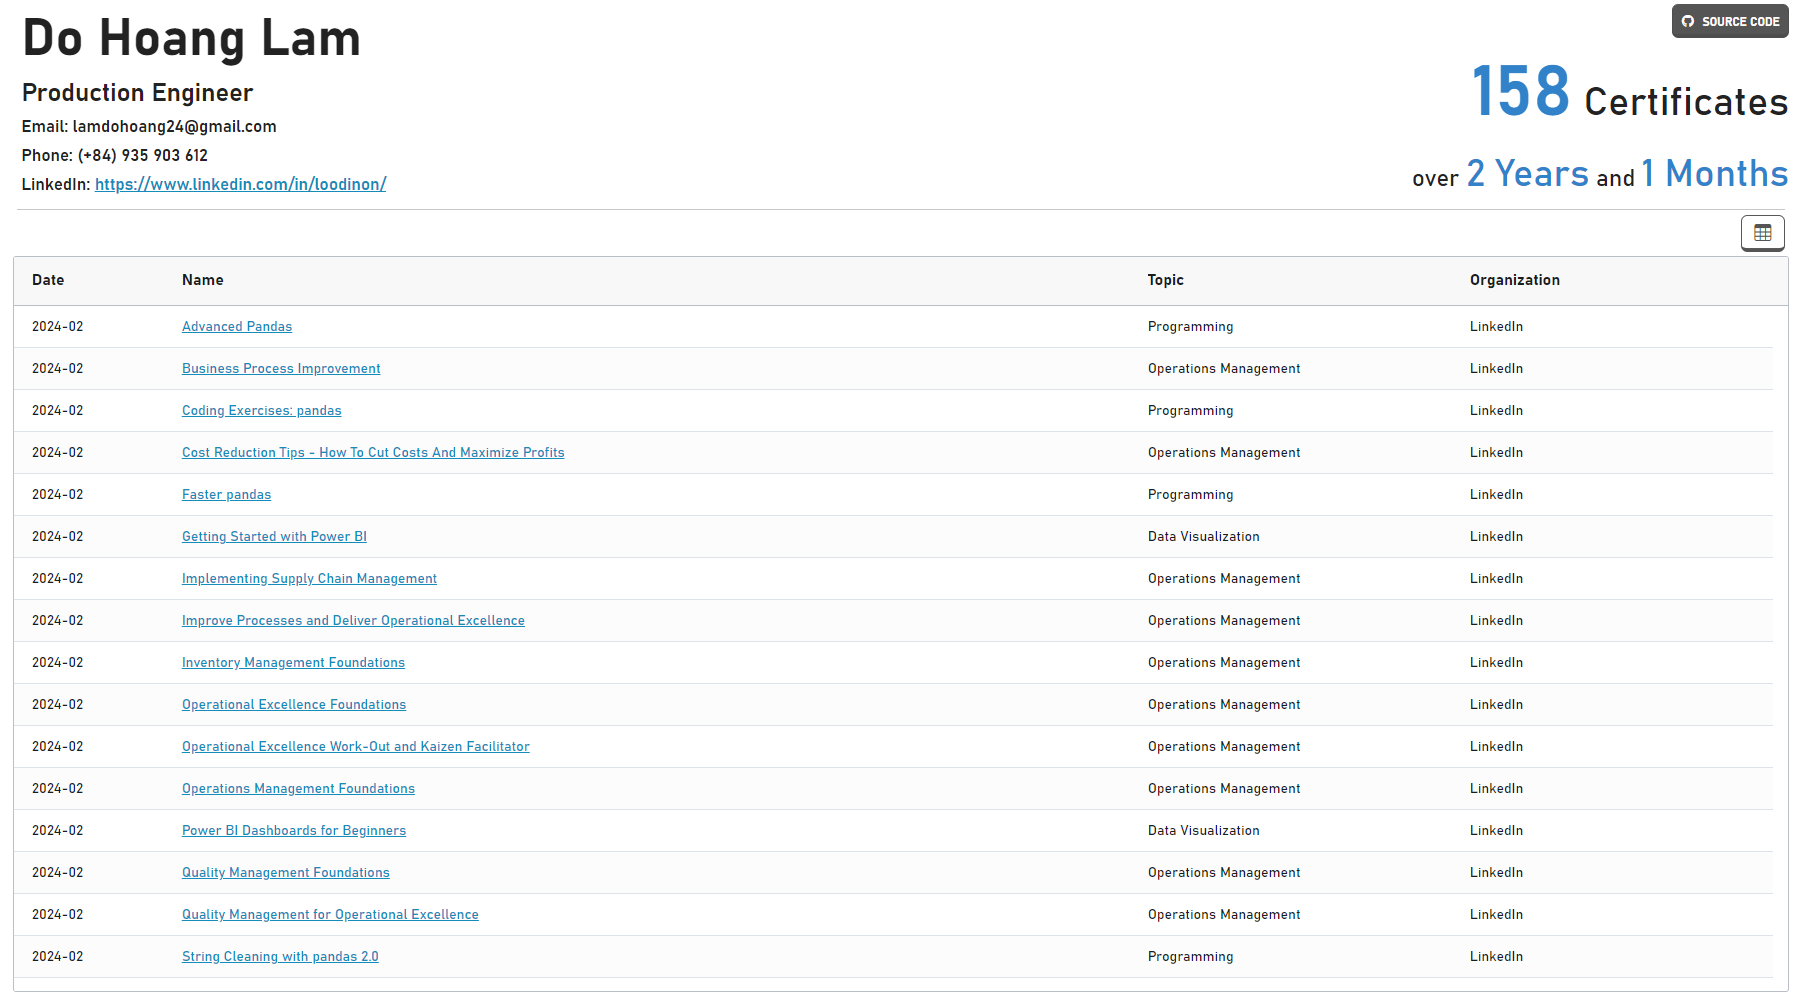 Do Hoang Lam
SOURCE CODE
Production Engineer
158 Certificates
Email: lamdohoang24@gmail.com
Phone: (+84) 935 903 612
LinkedIn: https://www.linkedin.com/in/loodinon/
over 2 Years and 1 Months
Date Name Topic Organization
2024-02 Advanced Pandas Programming LinkedIn
2024-02 Business Process Improvement Operations Management LinkedIn
2024-02 Coding Exercises: pandas Programming LinkedIn
2024-02 Cost Reduction Tips - How To Cut Costs And Maximize Profits Operations Management LinkedIn
2024-02 Faster pandas Programming LinkedIn
2024-02 Getting Started with Power BI Data Visualization LinkedIn
2024-02 Implementing Supply Chain Management Operations Management LinkedIn
2024-02 Improve Processes and Deliver Operational Excellence Operations Management LinkedIn
2024-02 Inventory Management Foundations Operations Management LinkedIn
2024-02 Operational Excellence Foundations Operations Management LinkedIn
2024-02 Operational Excellence Work-Out and Kaizen Facilitator Operations Management LinkedIn
2024-02 Operations Management Foundations Operations Management LinkedIn
2024-02 Power BI Dashboards for Beginners Data Visualization LinkedIn
2024-02 Quality Management Foundations Operations Management LinkedIn
2024-02 Quality Management for Operational Excellence Operations Management LinkedIn
2024-02 String Cleaning with pandas 2.0 Programming LinkedIn